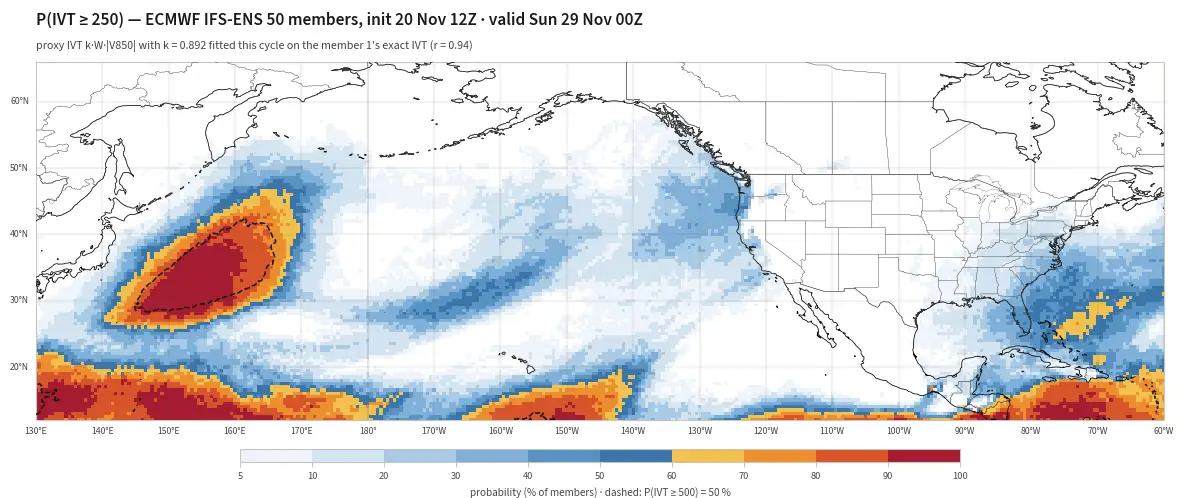 P(IVT ≥ 250) — ECMWF IFS-ENS 50 members, init 20 Nov 12Z · valid Sun 29 Nov 00Z
proxy IVT k·W·|V850| with k = 0.892 fitted this cycle on the member 1's exact IVT (r = 0.94)
60°N
50°N
40°N
30°N
20°N
130°E 140°E 150°E 160°E 170°E 180° 170°W 160°W 150°W 140°W 130°W 120°W 110°W 100°W 90°W 80°W 70°W 60°W
5 10 20 30 40 50 60 70 80 90 100
probability (% of members) · dashed: P(IVT ≥ 500) = 50 %